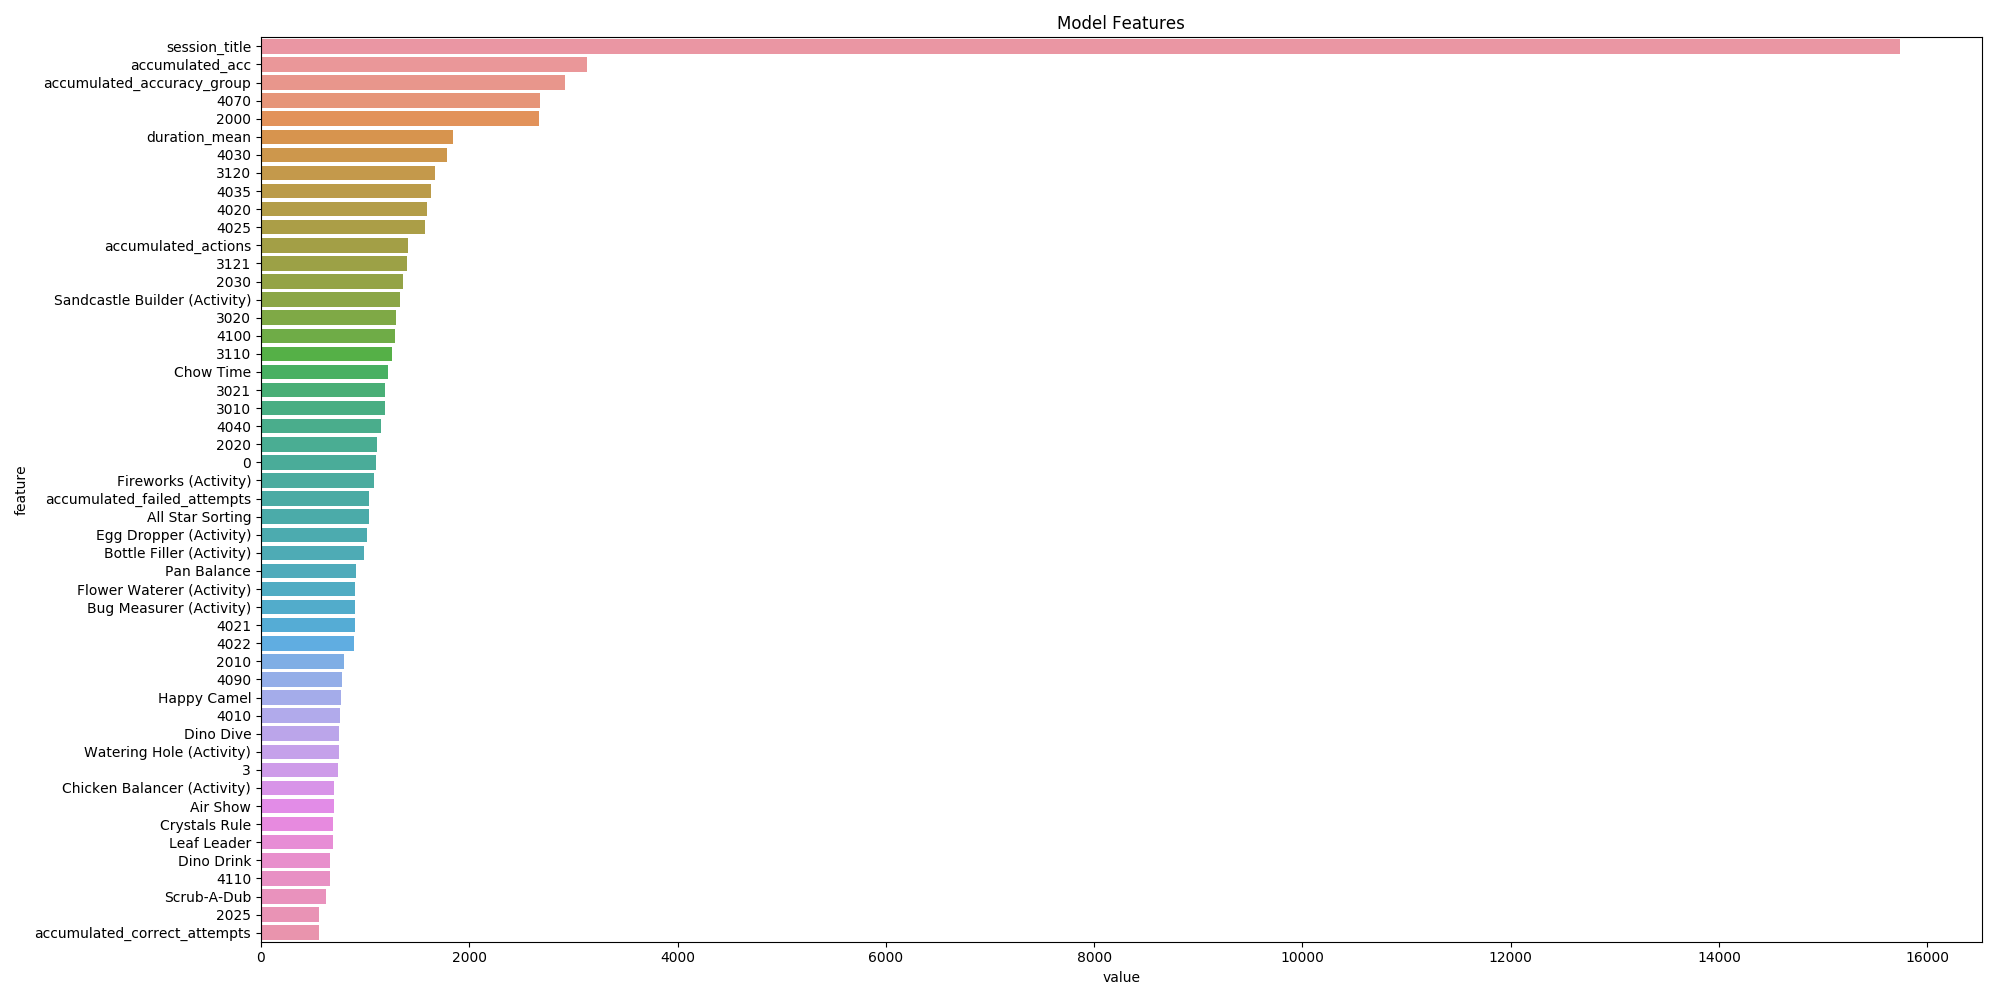 Model Features
session_title
accumulated_acc
accumulated_accuracy_group
4070
2000
duration_mean
4030
3120
4035
4020
4025
accumulated_actions
3121
2030
Sandcastle Builder (Activity)
3020
4100
3110
Chow Time
3021
3010
4040
2020
0
Fireworks (Activity)
accumulated_failed_attempts
All Star Sorting
Egg Dropper (Activity)
Bottle Filler (Activity)
Pan Balance
Flower Waterer (Activity)
Bug Measurer (Activity)
4021
4022
2010
4090
Happy Camel
4010
Dino Dive
Watering Hole (Activity)
3
Chicken Balancer (Activity)
Air Show
Crystals Rule
Leaf Leader
Dino Drink
4110
Scrub-A-Dub
2025
accumulated_correct_attempts
feature
0 2000 4000 6000 8000 10000 12000 14000 16000
value